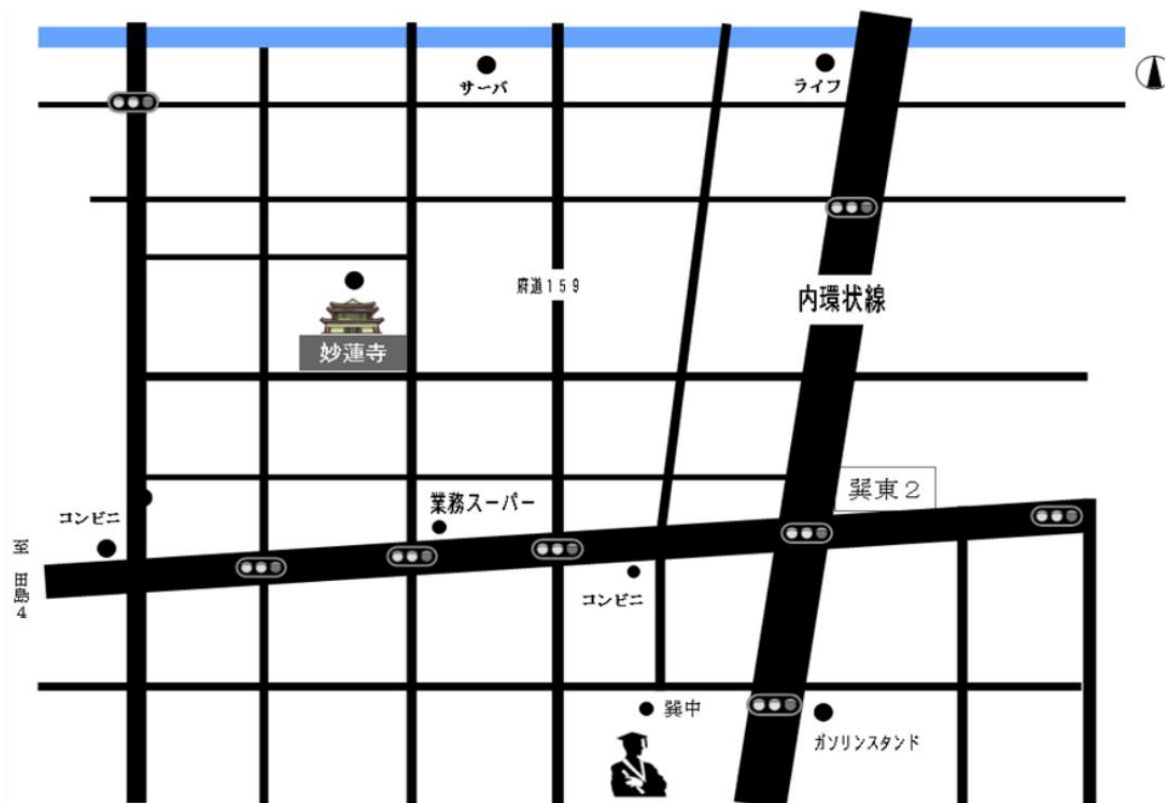 サーバ
ライフ
府道159
内環状線
妙蓮寺
巽東2
業務スーパー
コンビニ
至 田島4
コンビニ
巽中
ガソリンスタンド